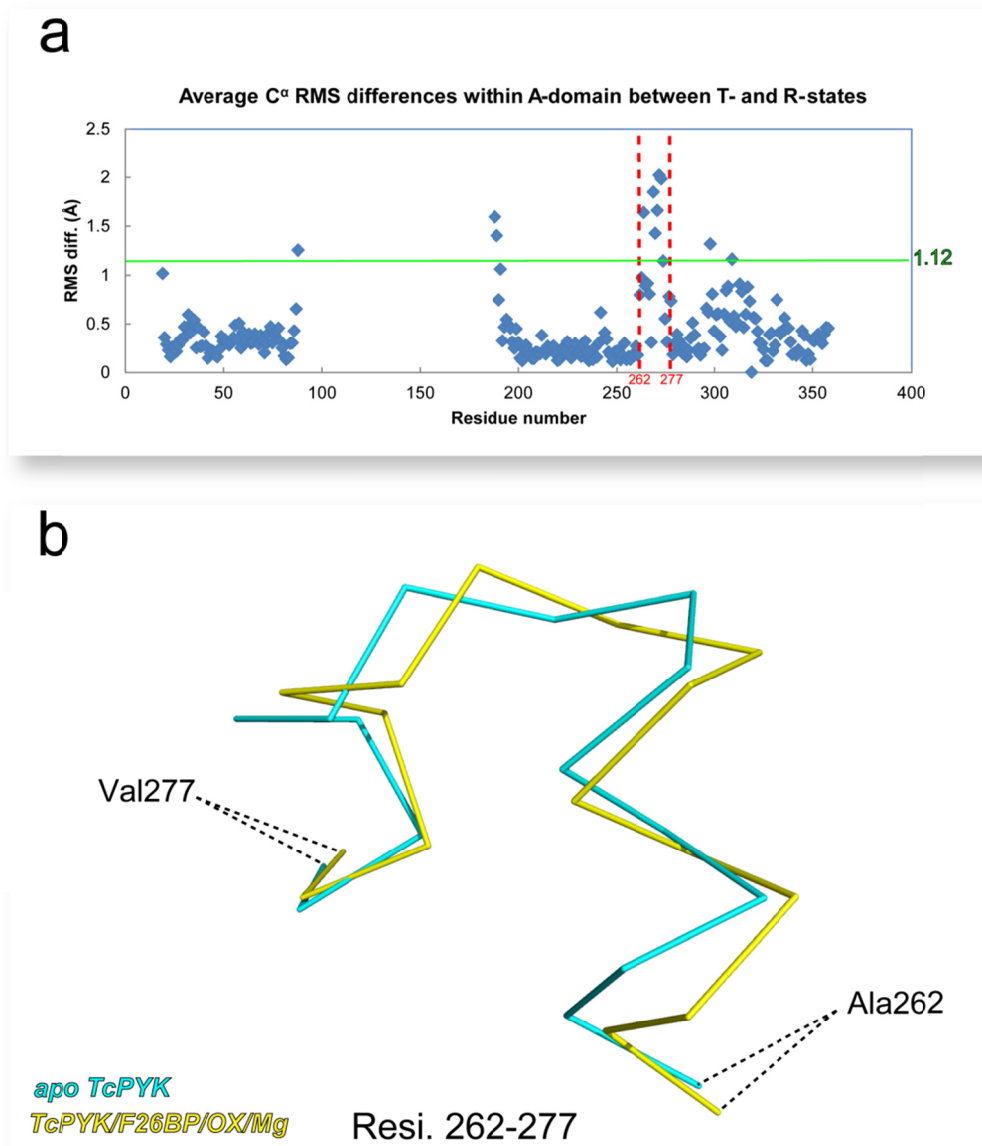 a
Average Cα RMS differences within A-domain between T- and R-states
2.5
2
1.5
1
0.5
0
RMS diff. (Å)
1.12
0 50 100 150 200 250 300 350 400
262 277
Residue number
b
Val277
Ala262
apo TcPYK
TcPYK/F26BP/OX/Mg
Resi. 262-277